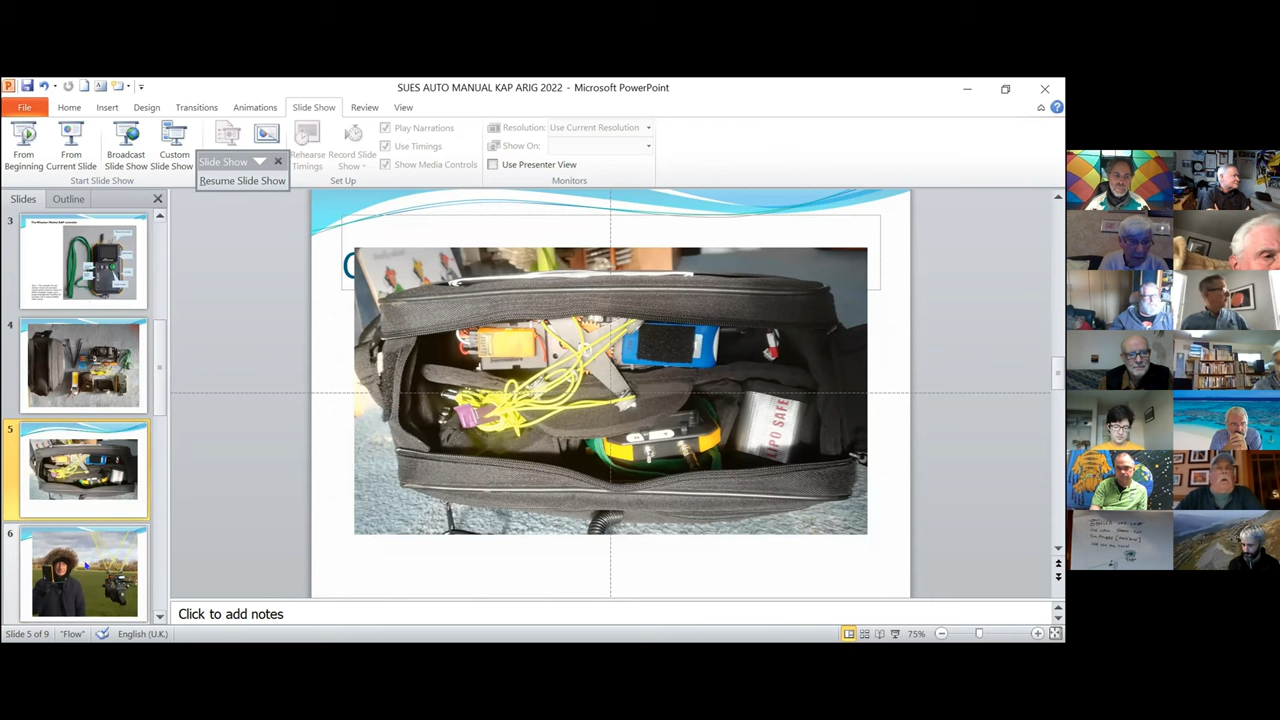 SUES AUTO MANUAL KAP ARIG 2022 - Microsoft PowerPoint
File Home Insert Design Transitions Animations Slide Show Review View
From Beginning
From Current Slide
Broadcast Slide Show
Custom Slide Show
Start Slide Show
Slide Show
Resume Slide Show
Rehearse Timings
Record Slide Show
Play Narrations
Use Timings
Show Media Controls
Set Up
Resolution: Use Current Resolution
Show On:
Use Presenter View
Monitors
Slides Outline
3
4
5
6
LIPO SAFE
Click to add notes
Slide 5 of 9 "Flow" English (U.K.) 75%